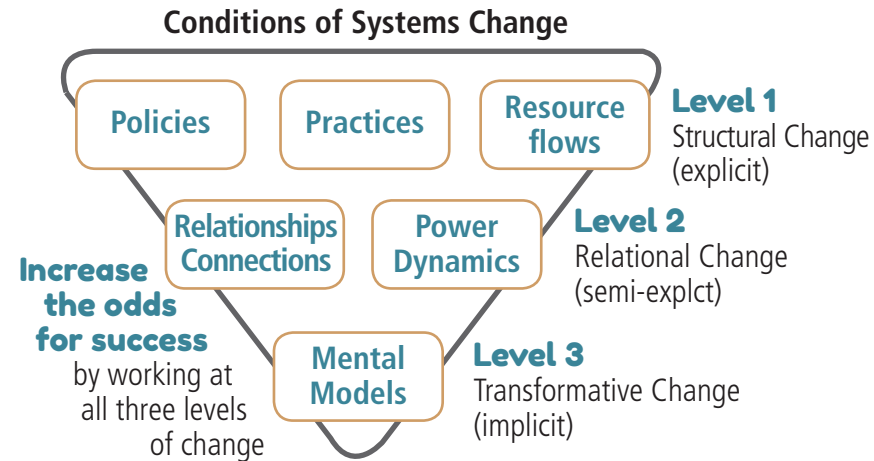 Conditions of Systems Change
Policies
Practices
Resource
flows
Level 1
Structural Change
(explicit)
Relationships
Connections
Power
Dynamics
Level 2
Relational Change
(semi-explct)
Increase
the odds
for success
by working at
all three levels
of change
Mental
Models
Level 3
Transformative Change
(implicit)